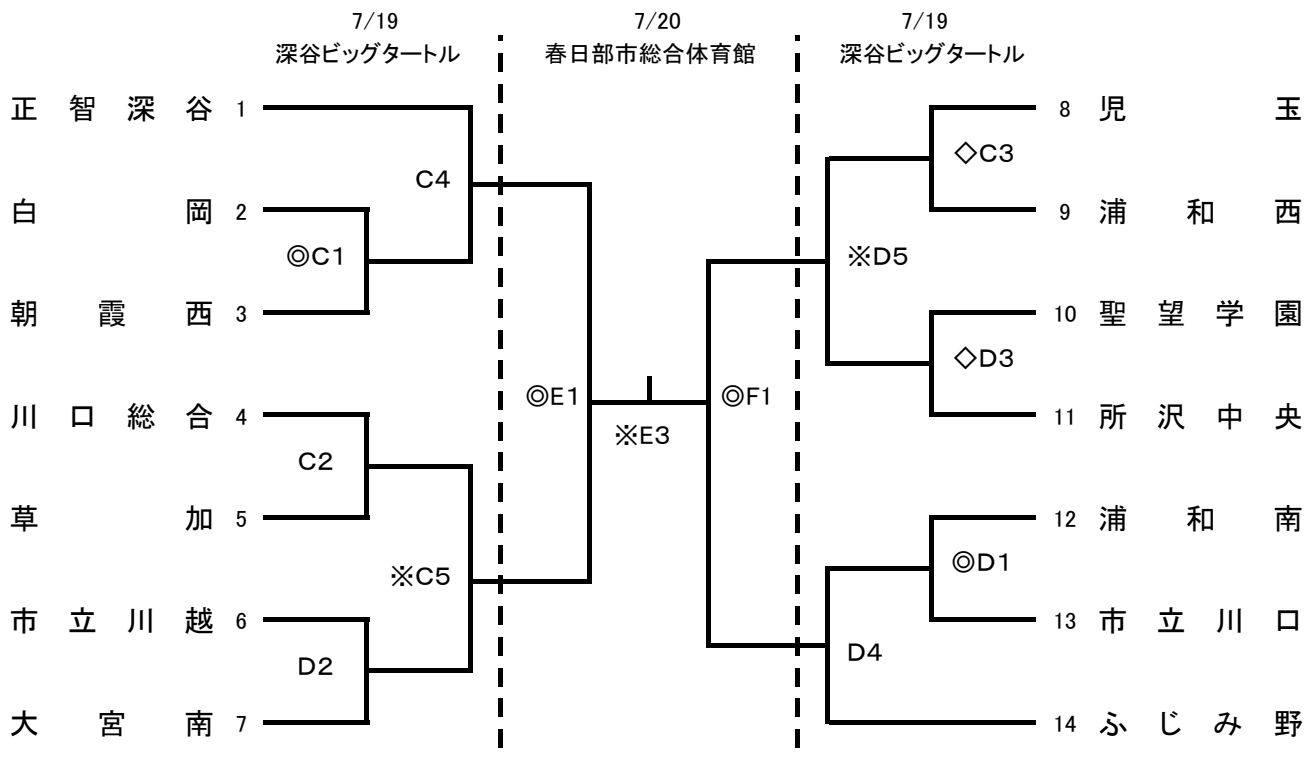 7/19
深谷ビッグタートル
7/20
春日部市総合体育館
7/19
深谷ビッグタートル
正智深谷 1
白岡 2
朝霞西 3
川口総合 4
草加 5
市立川越 6
大宮南 7
C4
◎C1
C2
※C5
D2
◎E1
※E3
◎F1
◇C3
※D5
◇D3
◎D1
D4
8 児玉
9 浦和西
10 聖望学園
11 所沢中央
12 浦和南
13 市立川口
14 ふじみ野